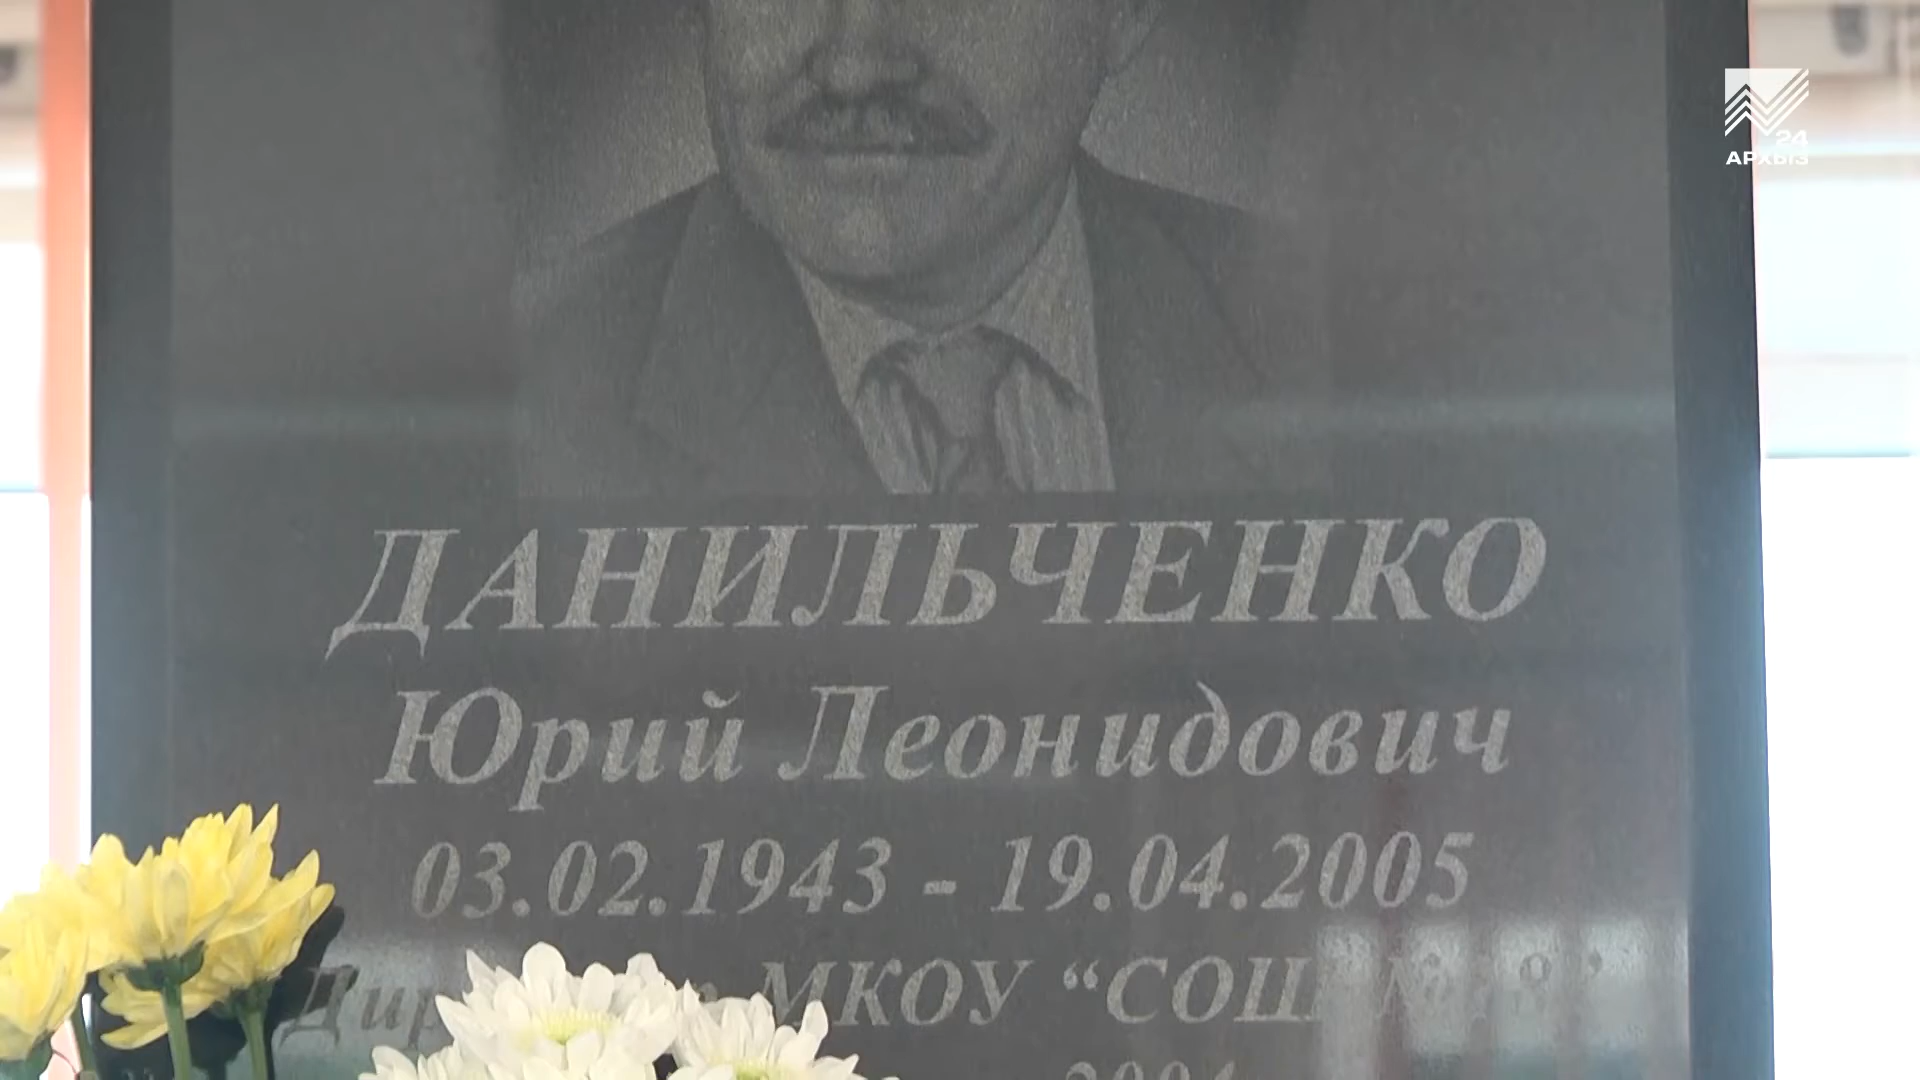 24
АРХЫЗ
ДАНИЛЬЧЕНКО
Юрий Леонидович
03.02.1943 - 19.04.2005
МКОУ “СОШ